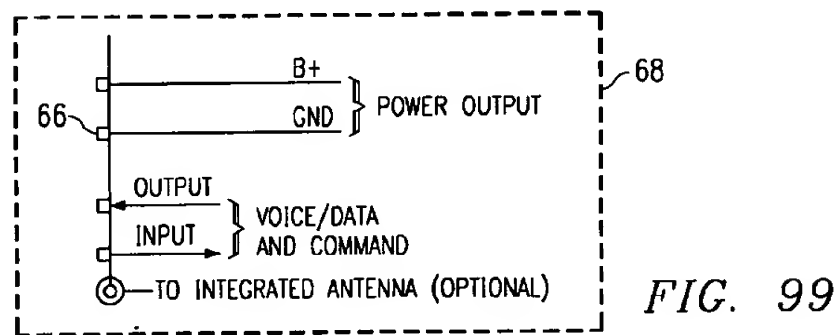 B+
68
66
GND
POWER OUTPUT
OUTPUT
VOICE/DATA
INPUT
AND COMMAND
TO INTEGRATED ANTENNA (OPTIONAL)
FIG. 99